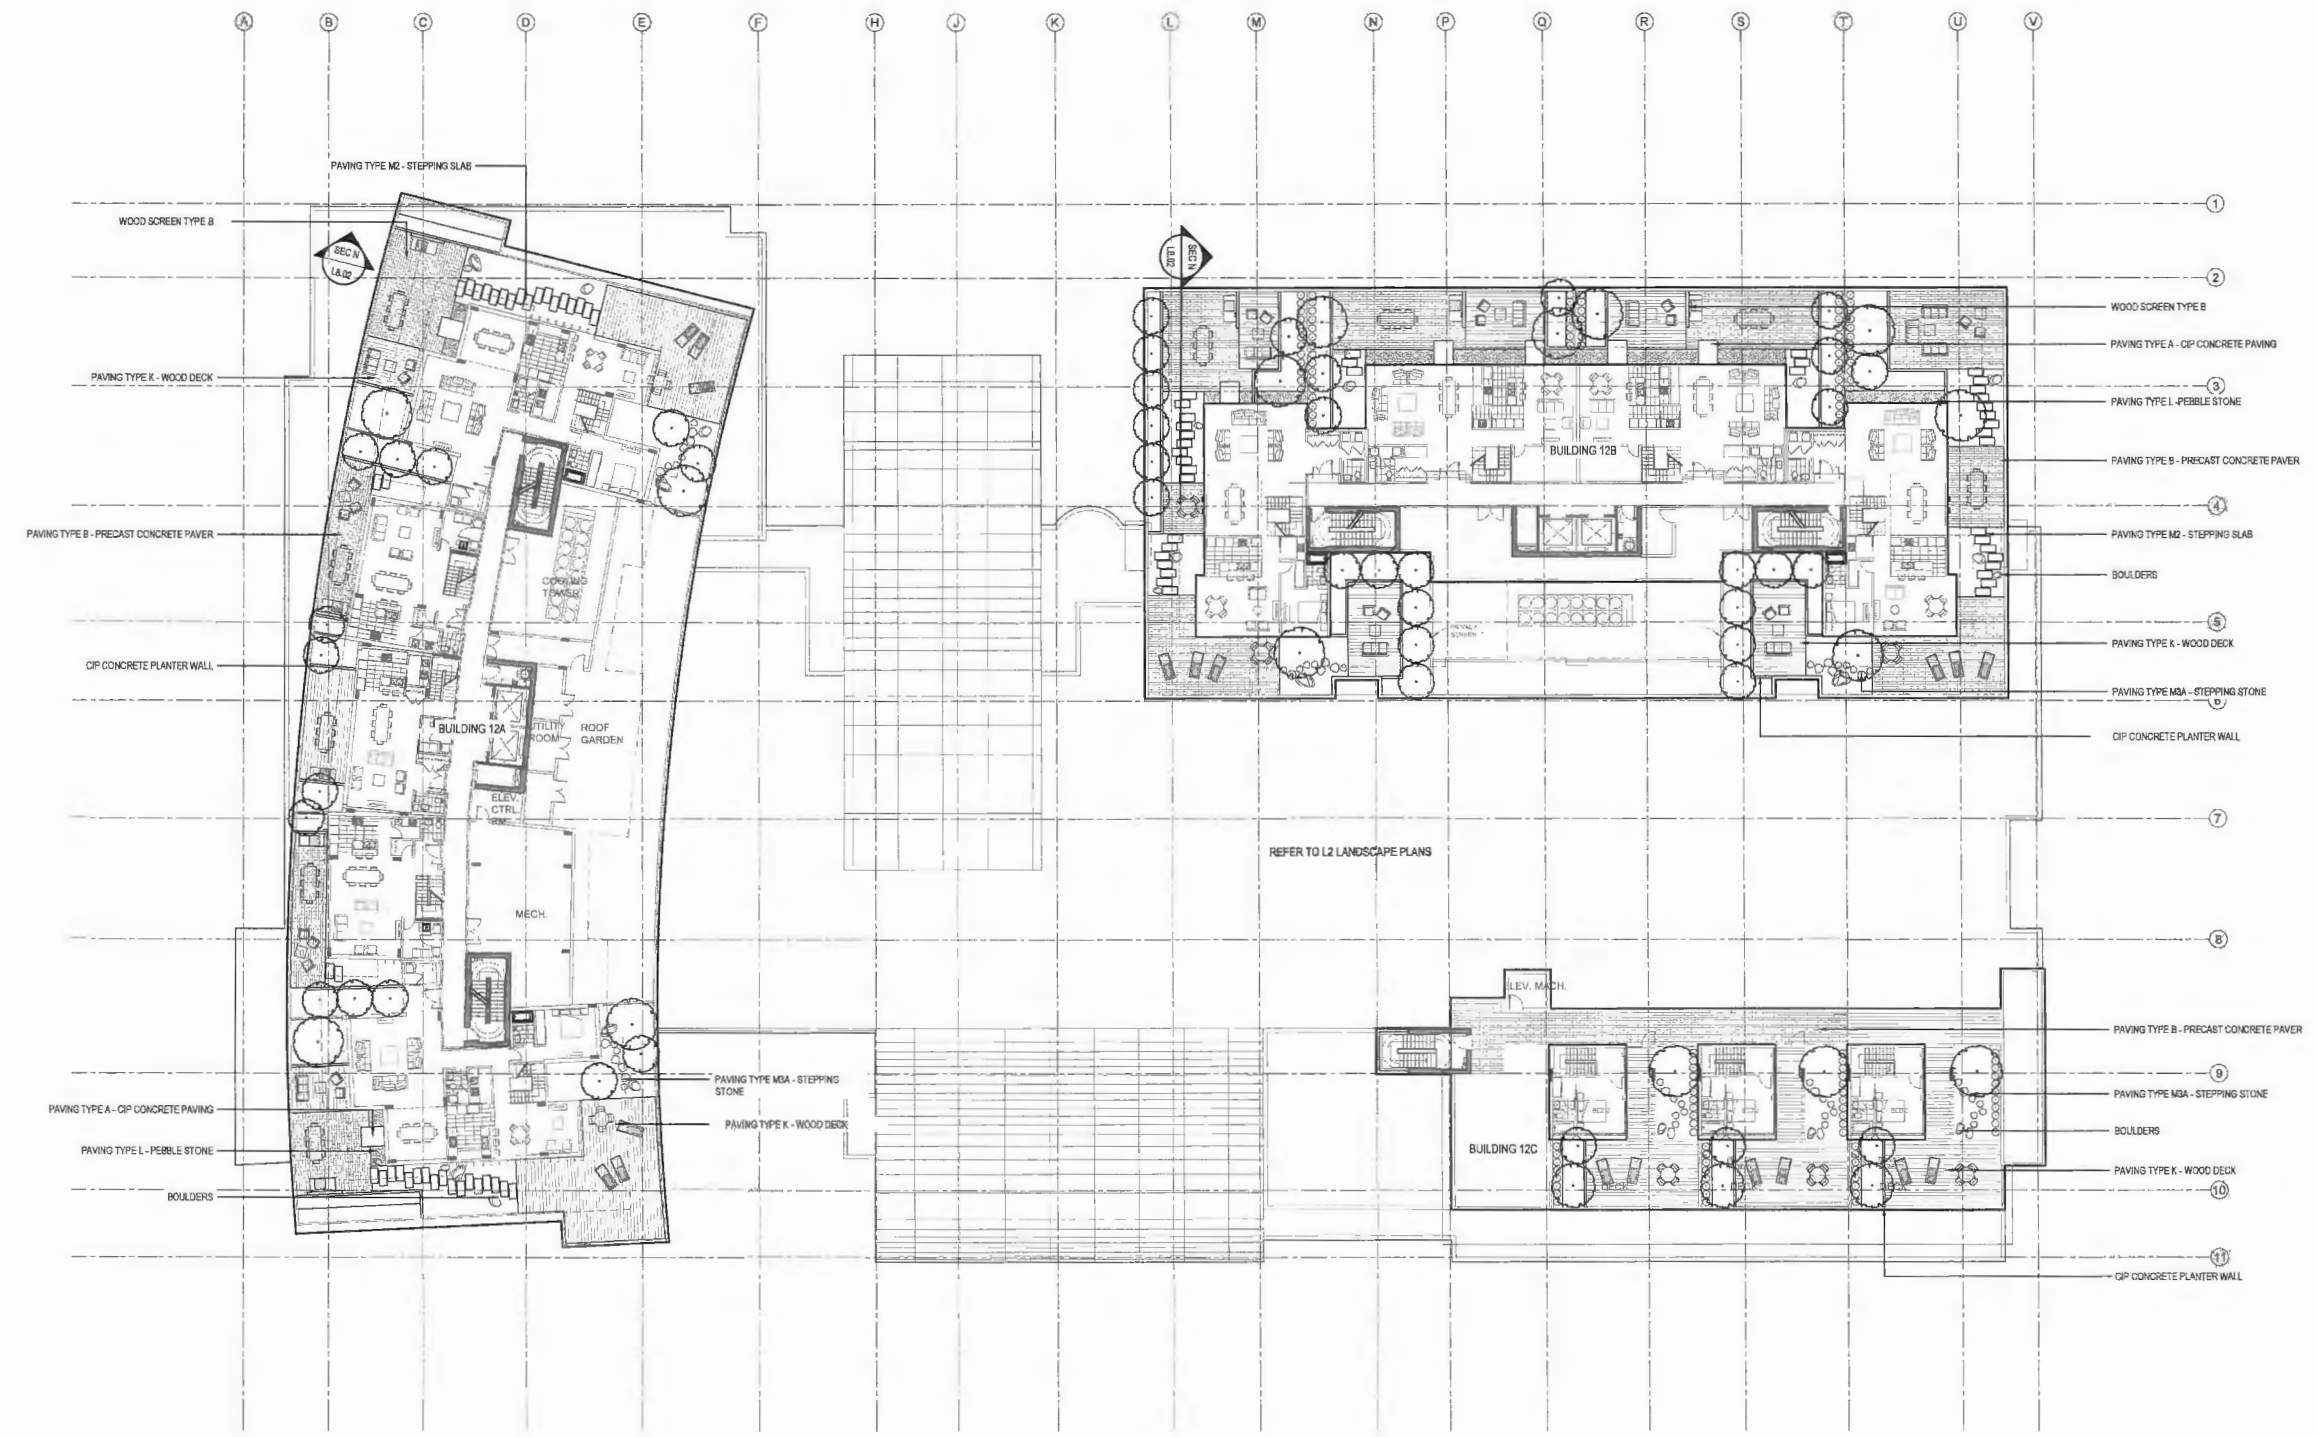 A B C D E F H J K L M N P Q R S T U V
PAVING TYPE M2 - STEPPING SLAB
WOOD SCREEN TYPE B
SEC N
L8.02
PAVING TYPE K - WOOD DECK
PAVING TYPE B - PRECAST CONCRETE PAVER
CIP CONCRETE PLANTER WALL
PAVING TYPE A - CIP CONCRETE PAVING
PAVING TYPE L - PEBBLE STONE
BOULDERS
COOLING
TOWER
BUILDING 12A
UTILITY
ROOM
ROOF
GARDEN
ELEV.
CTRL.
RM.
MECH.
PAVING TYPE M3A - STEPPING
STONE
PAVING TYPE K - WOOD DECK
SEC N
L8.02
BUILDING 12B
PRIVACY
SCREEN
REFER TO L2 LANDSCAPE PLANS
ELEV. MACH.
BUILDING 12C
1
2
WOOD SCREEN TYPE B
PAVING TYPE A - CIP CONCRETE PAVING
3
PAVING TYPE L - PEBBLE STONE
PAVING TYPE B - PRECAST CONCRETE PAVER
4
PAVING TYPE M2 - STEPPING SLAB
BOULDERS
5
PAVING TYPE K - WOOD DECK
PAVING TYPE M3A - STEPPING STONE
6
CIP CONCRETE PLANTER WALL
7
8
PAVING TYPE B - PRECAST CONCRETE PAVER
9
PAVING TYPE M3A - STEPPING STONE
BOULDERS
PAVING TYPE K - WOOD DECK
10
11
CIP CONCRETE PLANTER WALL